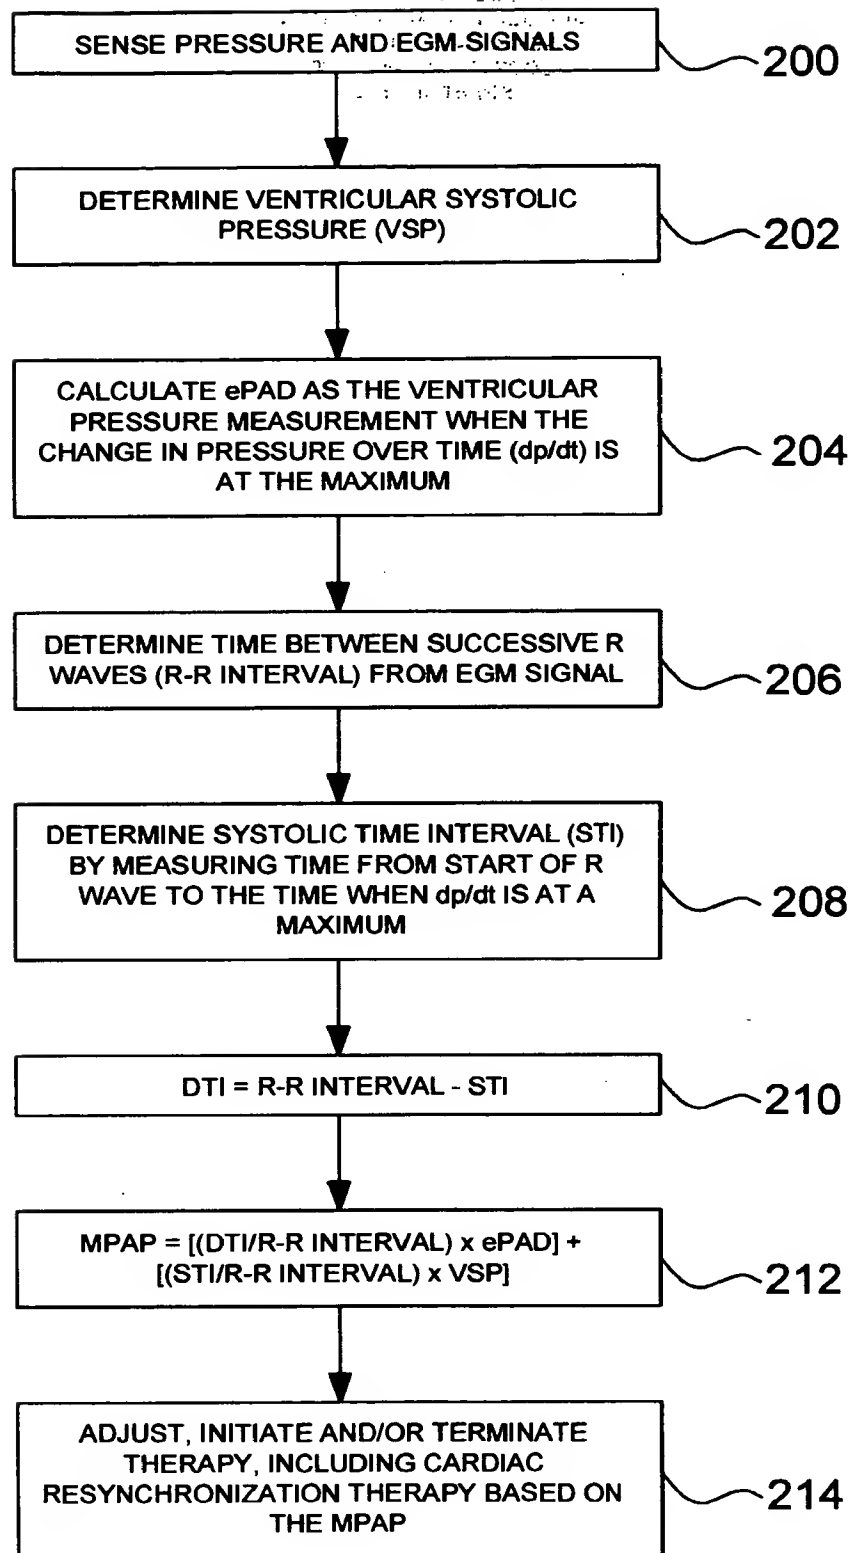 SENSE PRESSURE AND EGM SIGNALS
200
DETERMINE VENTRICULAR SYSTOLIC
PRESSURE (VSP)
202
CALCULATE ePAD AS THE VENTRICULAR
PRESSURE MEASUREMENT WHEN THE
CHANGE IN PRESSURE OVER TIME (dp/dt) IS
AT THE MAXIMUM
204
DETERMINE TIME BETWEEN SUCCESSIVE R
WAVES (R-R INTERVAL) FROM EGM SIGNAL
206
DETERMINE SYSTOLIC TIME INTERVAL (STI)
BY MEASURING TIME FROM START OF R
WAVE TO THE TIME WHEN dp/dt IS AT A
MAXIMUM
208
DTI = R-R INTERVAL - STI
210
MPAP = [(DTI/R-R INTERVAL) x ePAD] +
[(STI/R-R INTERVAL) x VSP]
212
ADJUST, INITIATE AND/OR TERMINATE
THERAPY, INCLUDING CARDIAC
RESYNCHRONIZATION THERAPY BASED ON
THE MPAP
214